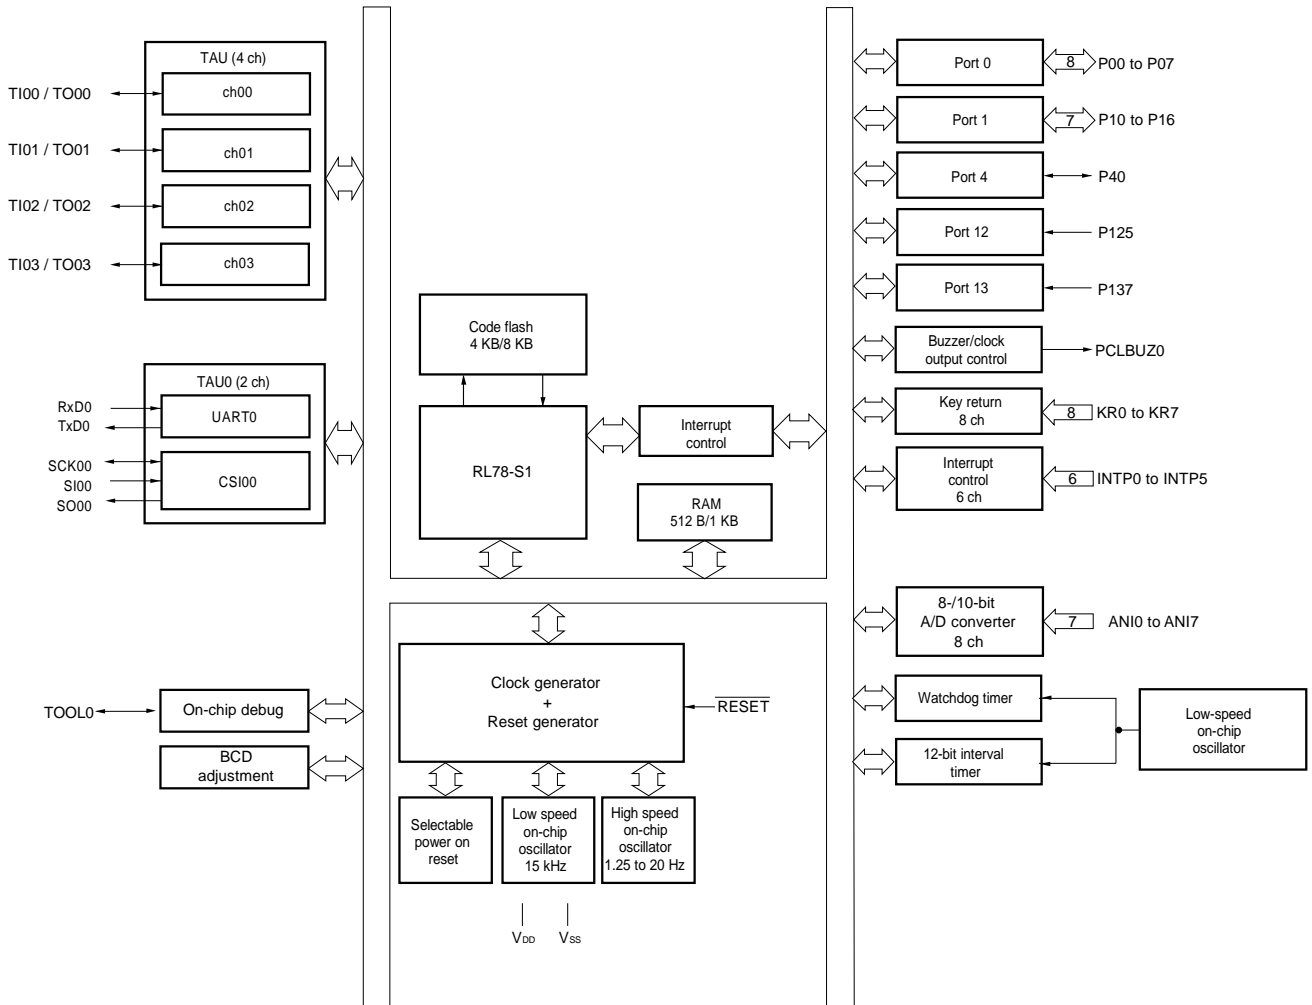 TAU (4 ch)
TI00 / TO00
ch00
TI01 / TO01
ch01
TI02 / TO02
ch02
TI03 / TO03
ch03
TAU0 (2 ch)
RxD0
TxD0
UART0
SCK00
SI00
SO00
CSI00
TOOL0
On-chip debug
BCD
adjustment
Code flash
4 KB/8 KB
RL78-S1
Interrupt
control
RAM
512 B/1 KB
Clock generator
+
Reset generator
RESET
Selectable
power on
reset
Low speed
on-chip
oscillator
15 kHz
High speed
on-chip
oscillator
1.25 to 20 Hz
VDD
VSS
Port 0
8
P00 to P07
Port 1
7
P10 to P16
Port 4
P40
Port 12
P125
Port 13
P137
Buzzer/clock
output control
PCLBUZ0
Key return
8 ch
8
KR0 to KR7
Interrupt
control
6 ch
6
INTP0 to INTP5
8-/10-bit
A/D converter
8 ch
7
ANI0 to ANI7
Watchdog timer
12-bit interval
timer
Low-speed
on-chip
oscillator